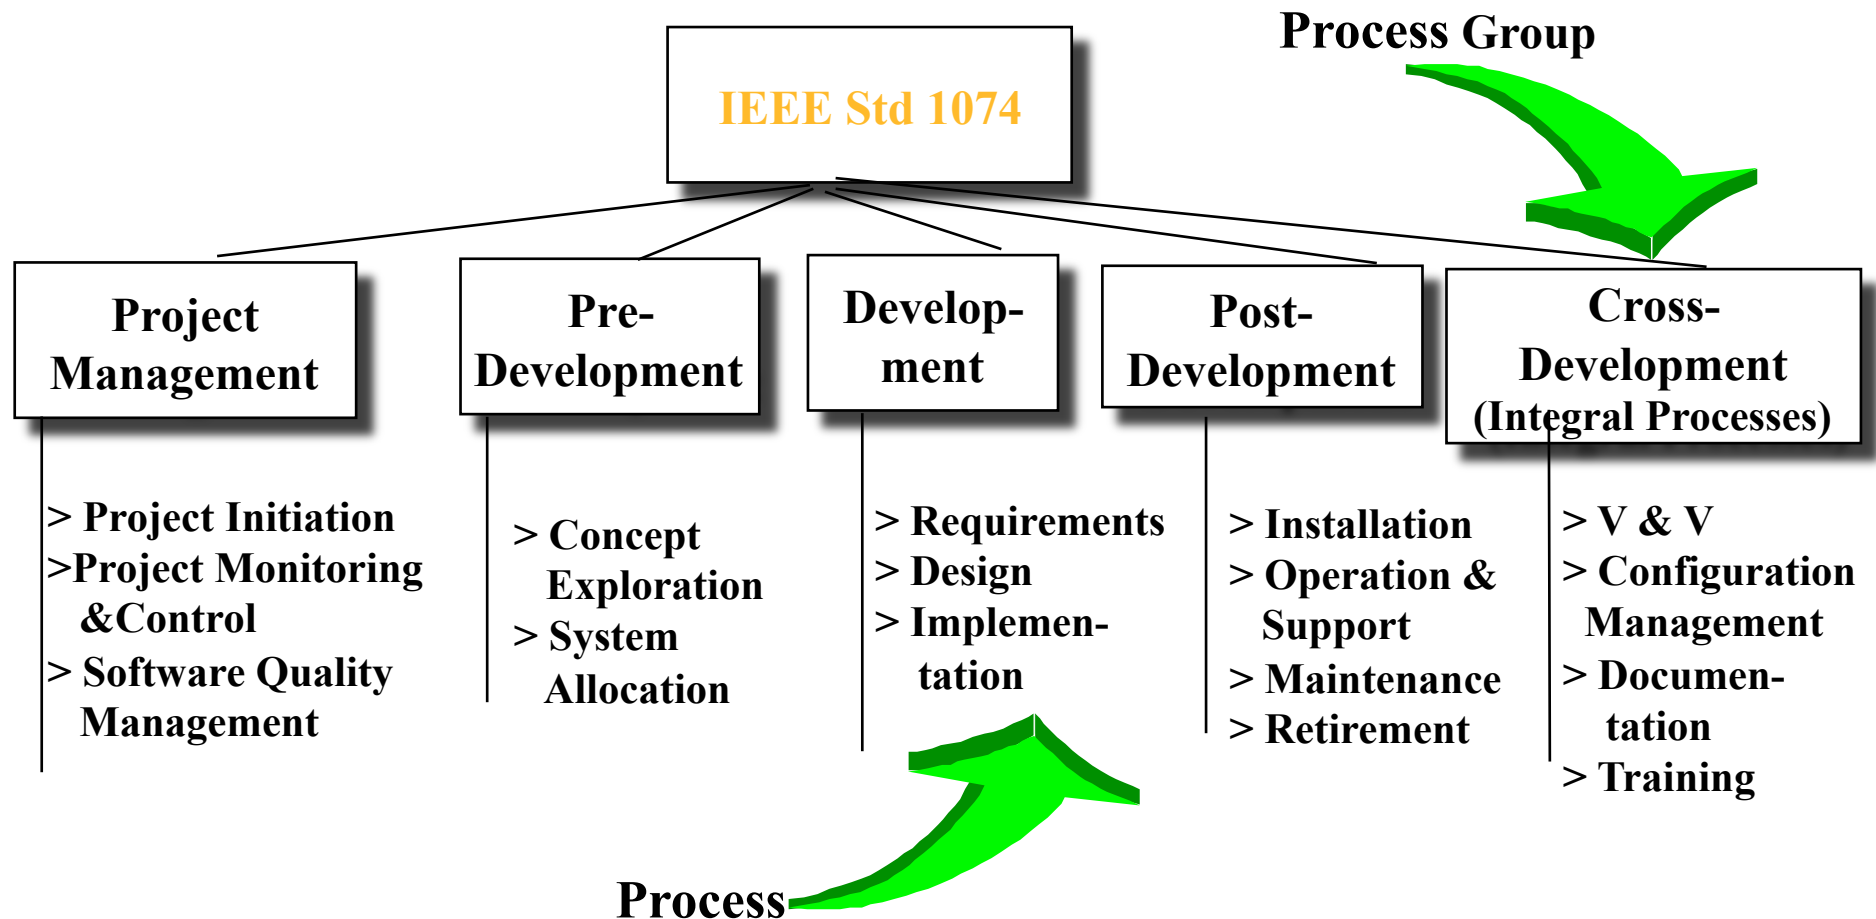 Process Group
IEEE Std 1074
Project
Management
Pre-
Development
Develop-
ment
Post-
Development
Cross-
Development
(Integral Processes)
> Project Initiation
>Project Monitoring
&Control
> Software Quality
Management
> Concept
Exploration
> System
Allocation
> Requirements
> Design
> Implemen-
tation
> Installation
> Operation &
Support
> Maintenance
> Retirement
> V & V
> Configuration
Management
> Documen-
tation
> Training
Process